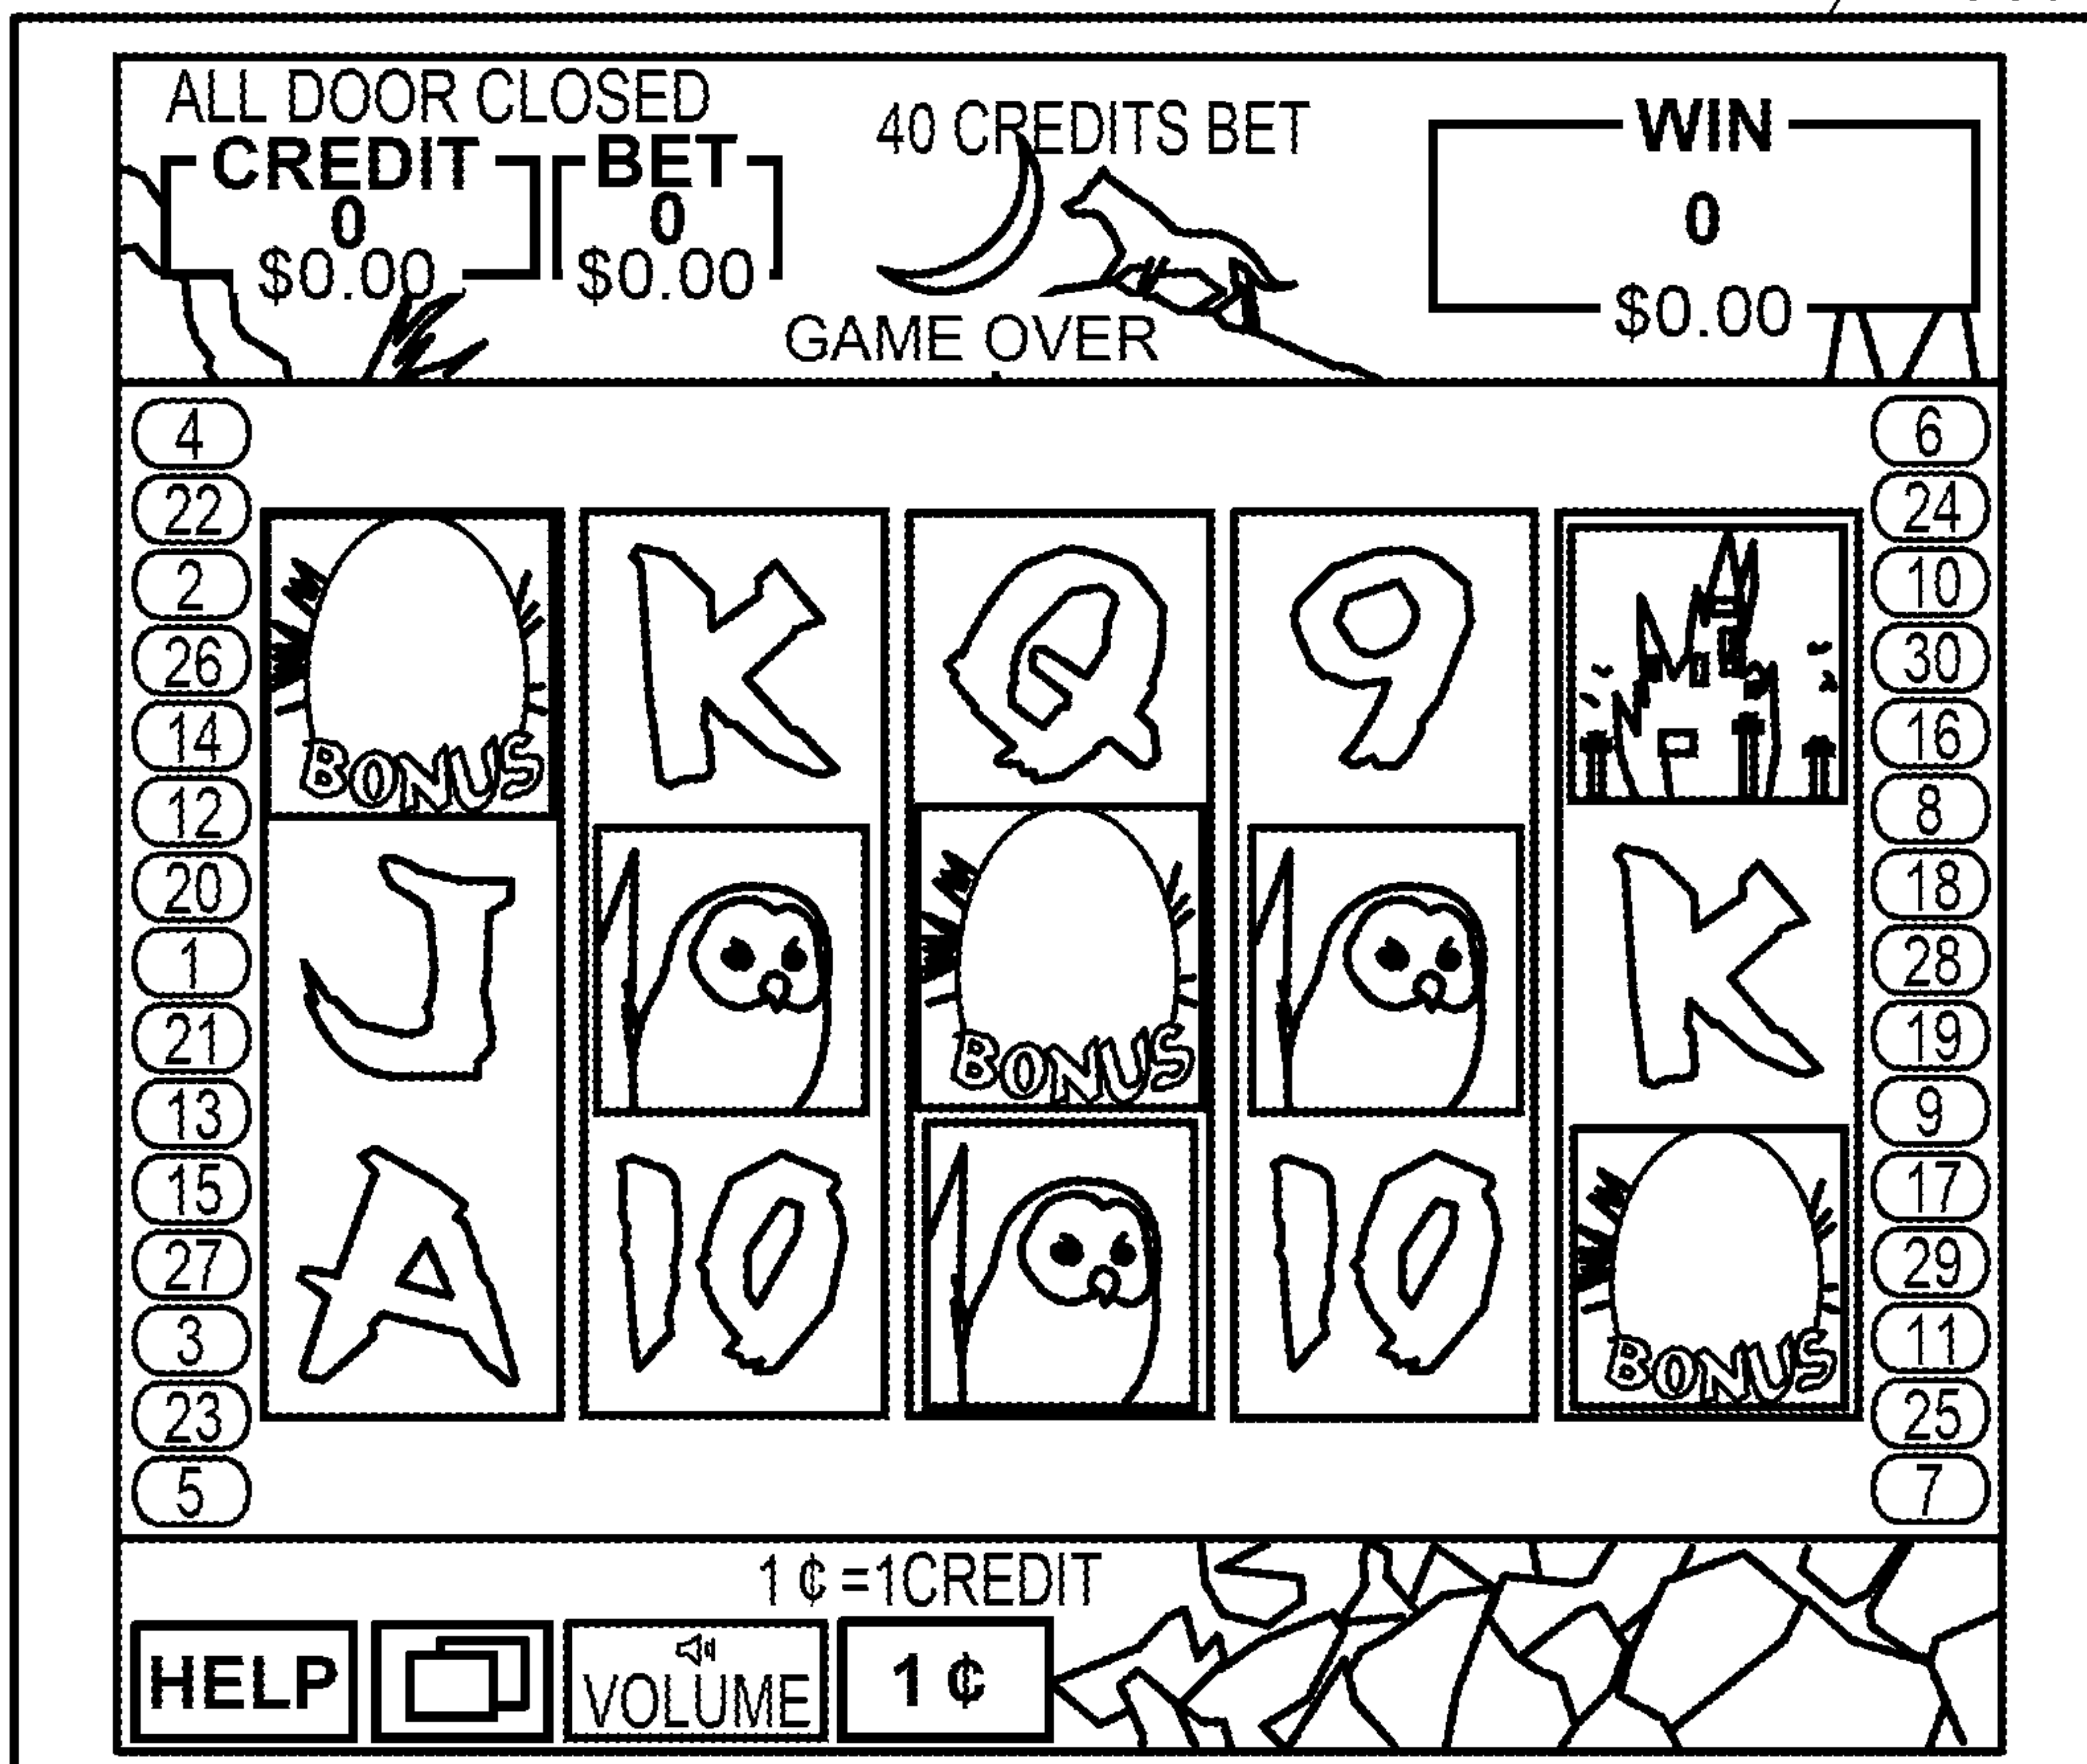 ALL DOOR CLOSED
40 CREDITS BET
WIN
CREDIT BET
0 0 0
$0.00 $0.00 $0.00
GAME OVER
4 6
22 24
2 10
26 30
14 16
12 8
20 18
1 28
21 19
13 9
15 17
27 29
3 11
23 25
5 7
K Q 9
BONUS
J K
BONUS
A 10 10
BONUS
1 ¢ =1CREDIT
HELP VOLUME 1 ¢